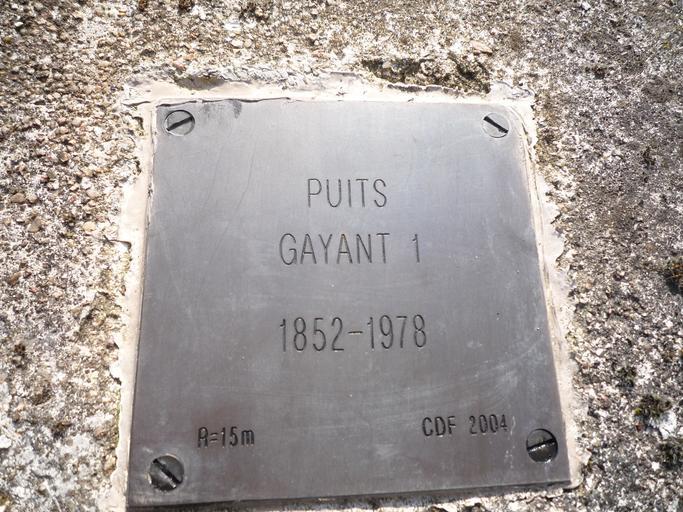 PUITS
GAYANT 1
1852-1978
R=15m CDF 2004